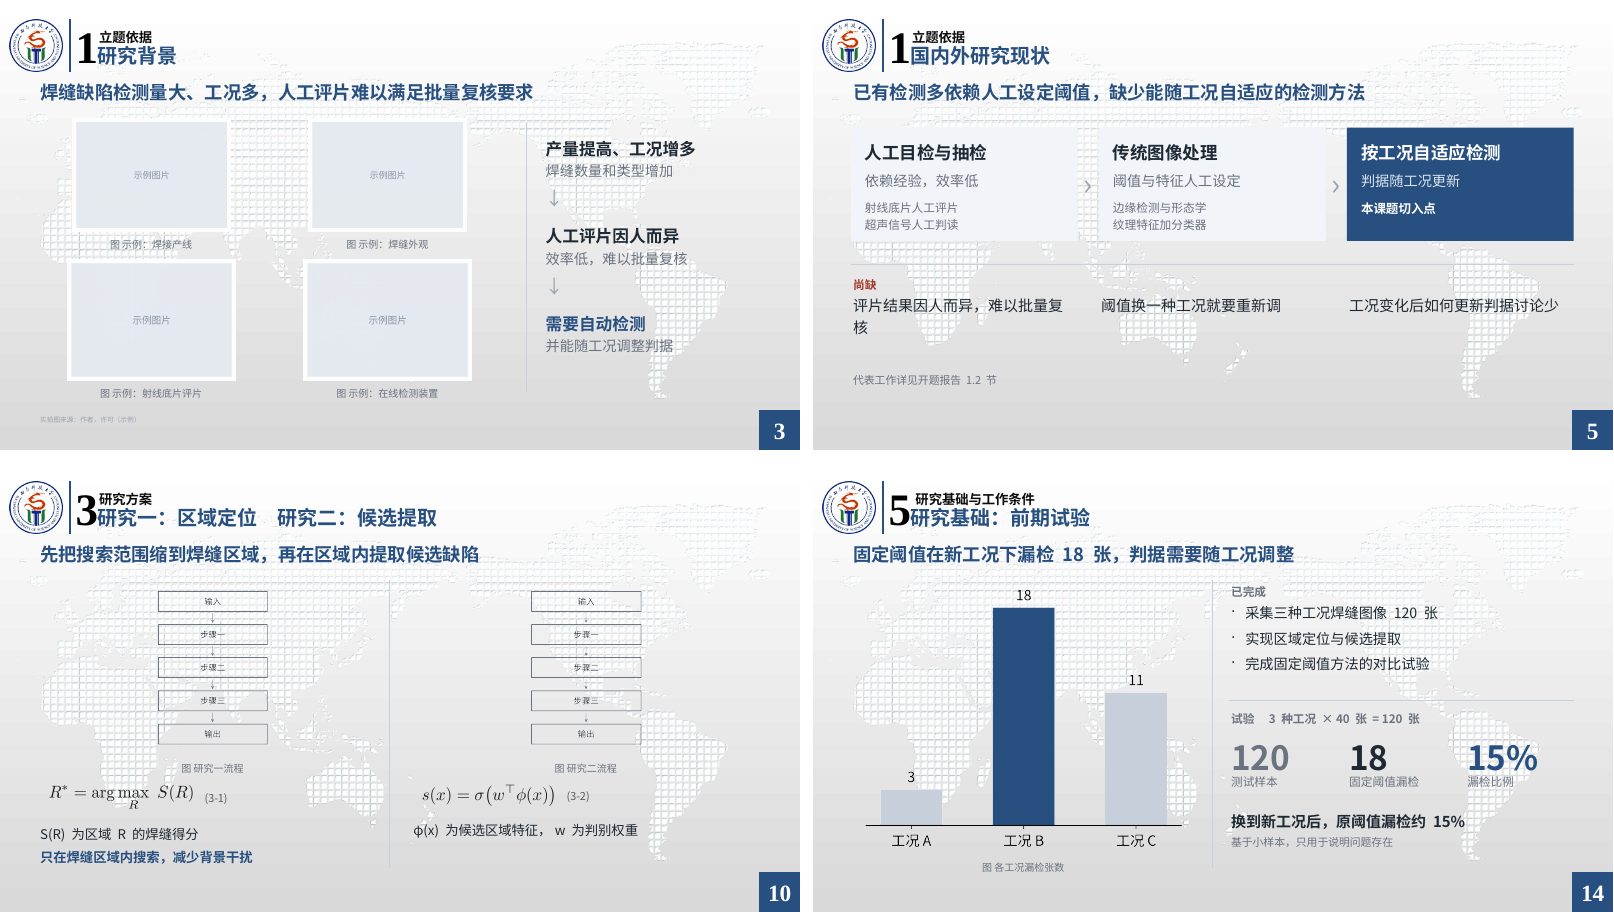 1
立题依据
研究背景
焊缝缺陷检测量大、工况多，人工评片难以满足批量复核要求
示例图片
示例图片
图 示例：焊接产线
图 示例：焊缝外观
示例图片
示例图片
图 示例：射线底片评片
图 示例：在线检测装置
产量提高、工况增多
焊缝数量和类型增加
↓
人工评片因人而异
效率低，难以批量复核
↓
需要自动检测
并能随工况调整判据
3
1
立题依据
国内外研究现状
已有检测多依赖人工设定阈值，缺少能随工况自适应的检测方法
人工目检与抽检
依赖经验，效率低
射线底片人工评片
超声信号人工判读
›
传统图像处理
阈值与特征人工设定
边缘检测与形态学
纹理特征加分类器
›
按工况自适应检测
判据随工况更新
本课题切入点
尚缺
评片结果因人而异，难以批量复
核
阈值换一种工况就要重新调
工况变化后如何更新判据讨论少
代表工作详见开题报告 1.2 节
5
3
研究方案
研究一：区域定位 研究二：候选提取
先把搜索范围缩到焊缝区域，再在区域内提取候选缺陷
输入
步骤一
步骤二
步骤三
输出
图 研究一流程
R* = arg max_R S(R) (3-1)
S(R) 为区域 R 的焊缝得分
只在焊缝区域内搜索，减少背景干扰
输入
步骤一
步骤二
步骤三
输出
图 研究二流程
s(x) = σ(w⊤ϕ(x)) (3-2)
φ(x) 为候选区域特征， w 为判别权重
10
5
研究基础与工作条件
研究基础：前期试验
固定阈值在新工况下漏检 18 张，判据需要随工况调整
3
18
11
工况 A
工况 B
工况 C
图 各工况漏检张数
已完成
· 采集三种工况焊缝图像 120 张
· 实现区域定位与候选提取
· 完成固定阈值方法的对比试验
试验 3 种工况 × 40 张 = 120 张
120
测试样本
18
固定阈值漏检
15%
漏检比例
换到新工况后，原阈值漏检约 15%
基于小样本，只用于说明问题存在
14